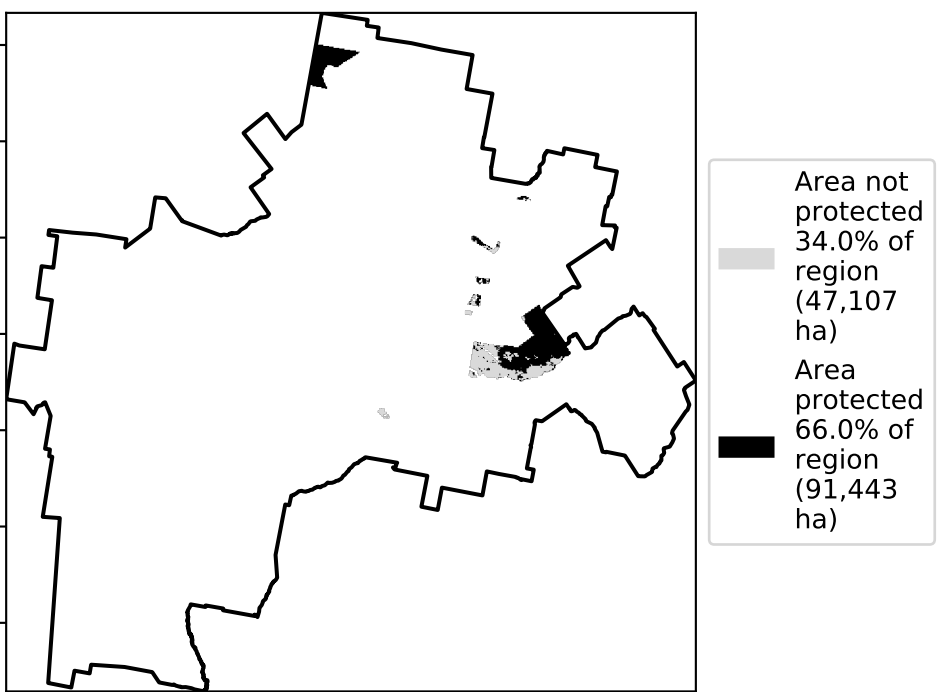 Area not
protected
34.0% of
region
(47,107
ha)
Area
protected
66.0% of
region
(91,443
ha)